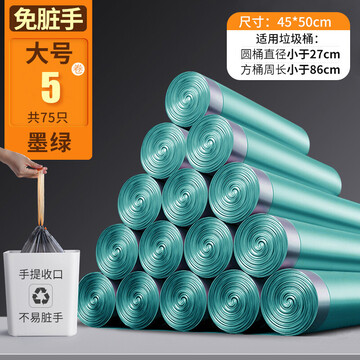 免脏手
大号
5卷
共75只
墨绿
尺寸：45*50cm
适用垃圾桶：
圆桶直径小于27cm
方桶周长小于86cm
手提收口
不易脏手